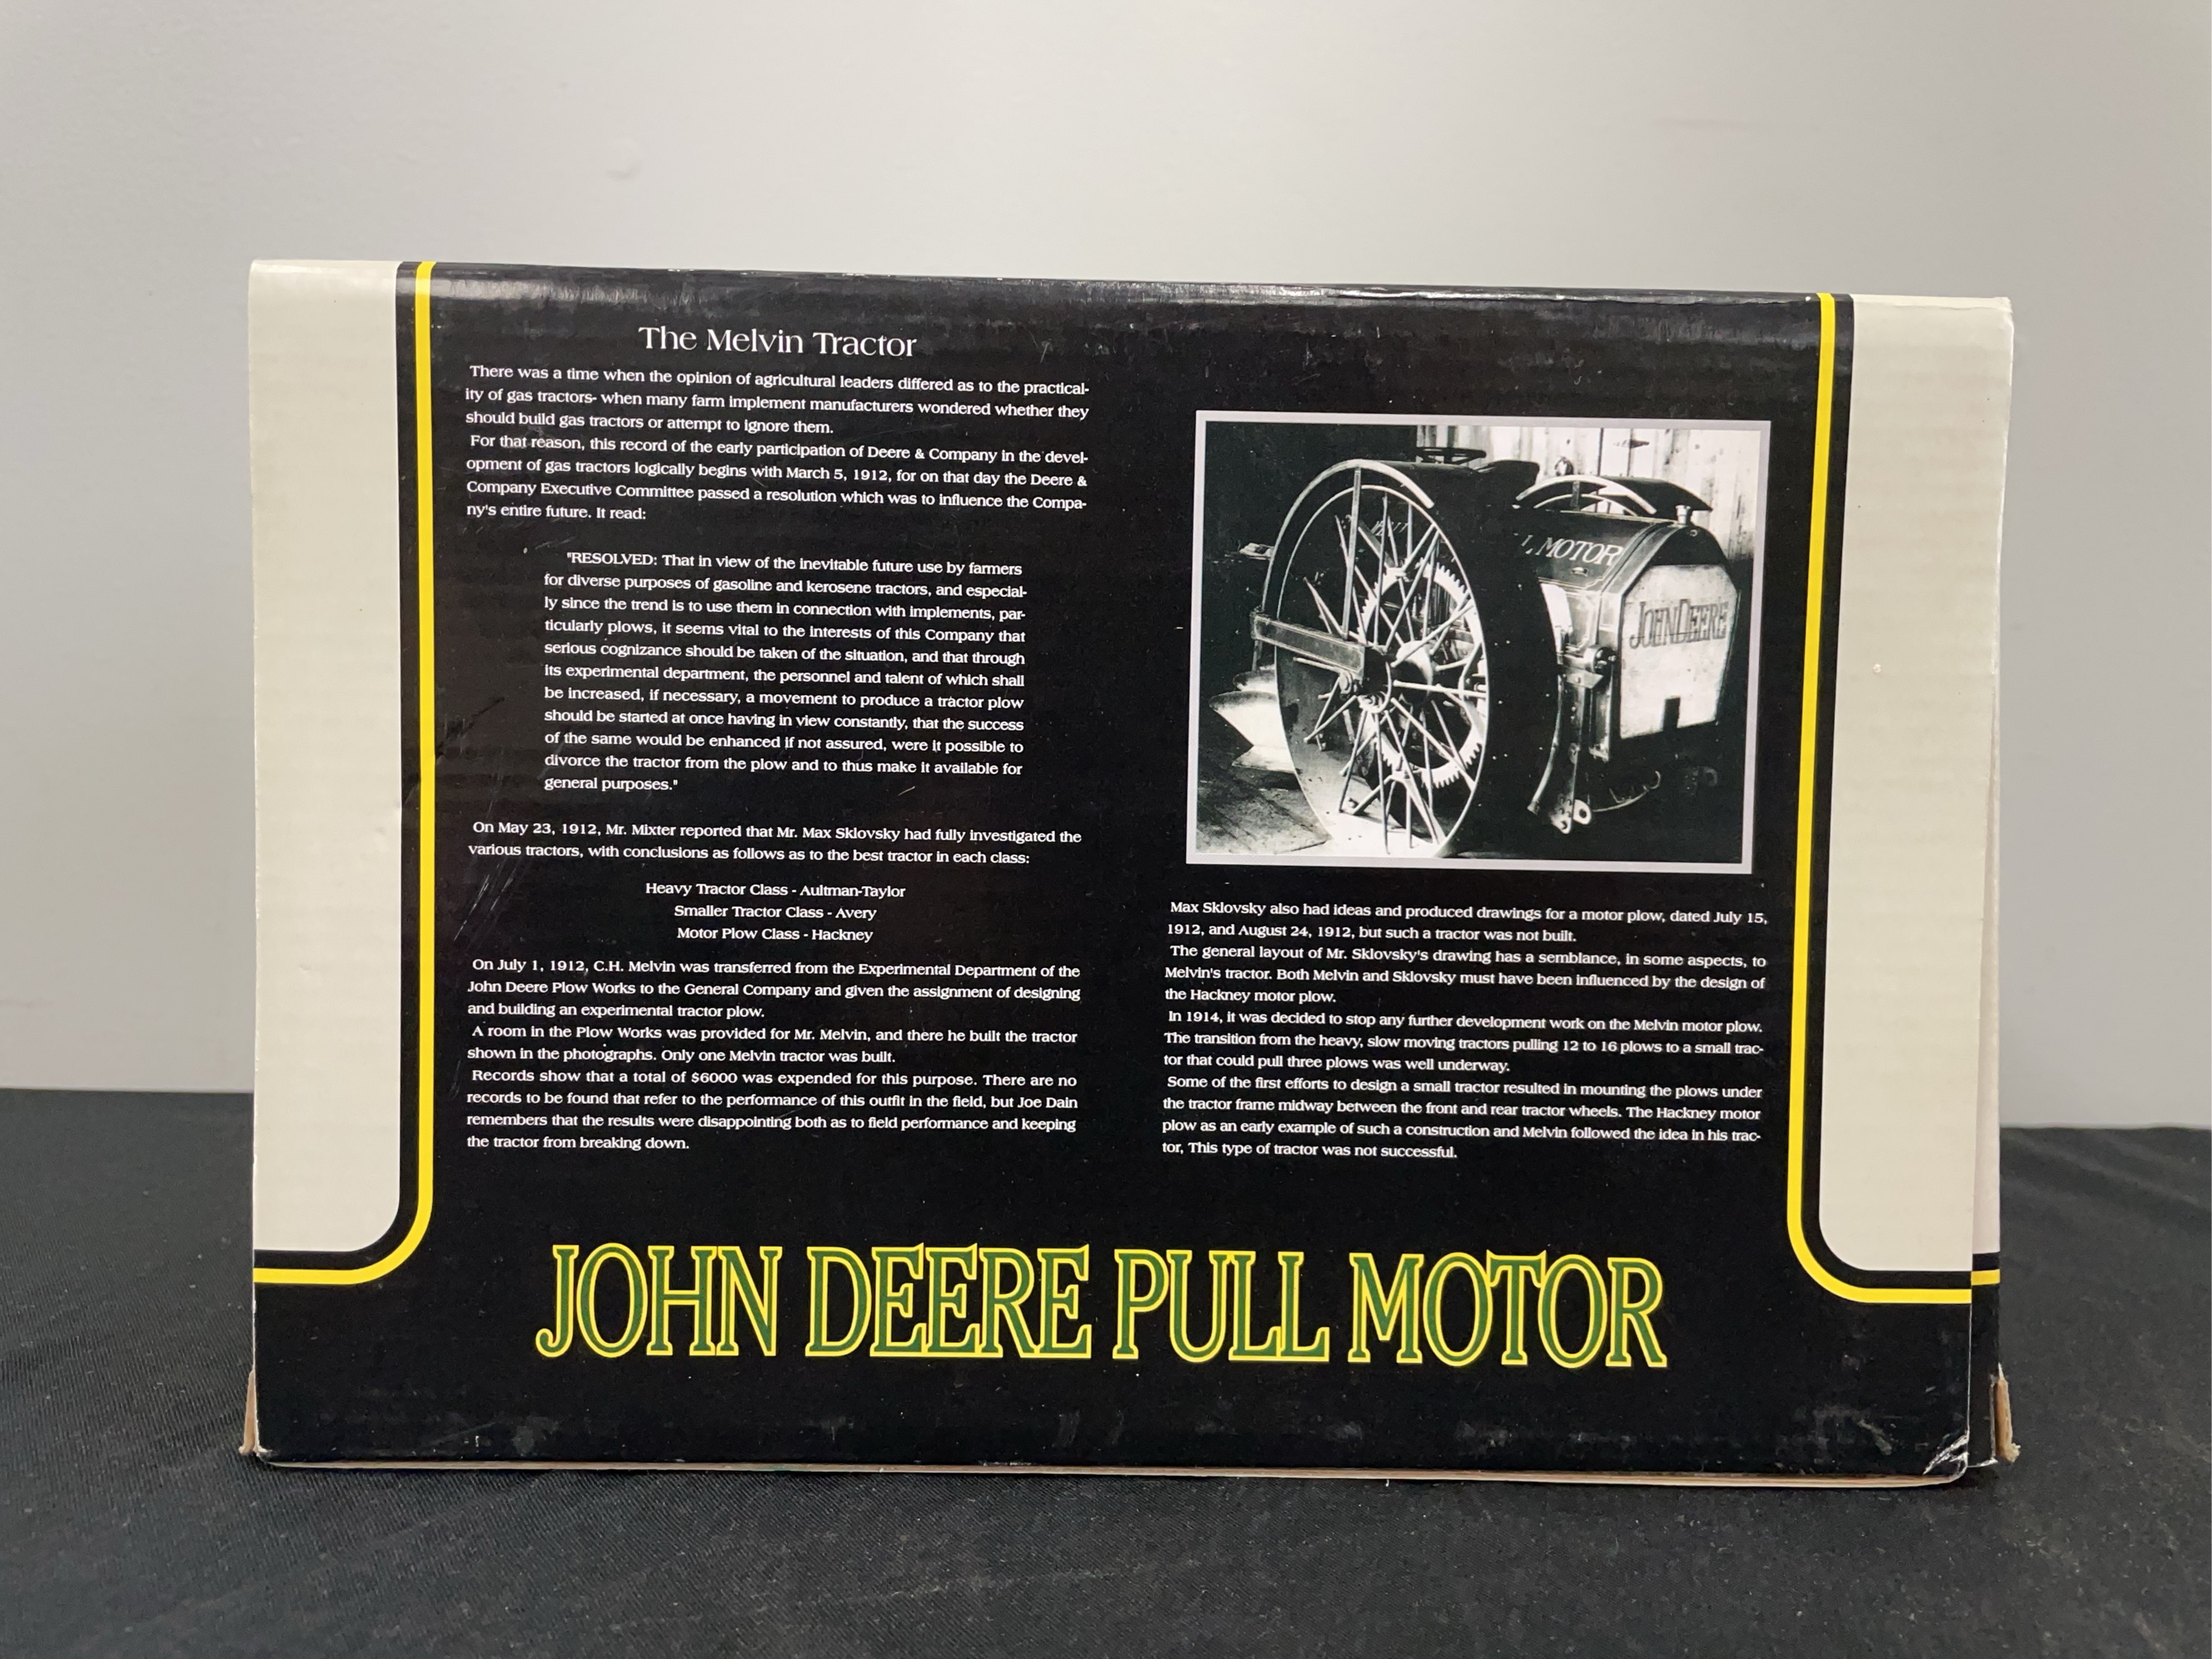 The Melvin Tractor
There was a time when the opinion of agricultural leaders differed as to the practical-
ity of gas tractors- when many farm implement manufacturers wondered whether they
should build gas tractors or attempt to ignore them.
For that reason, this record of the early participation of Deere & Company in the devel-
opment of gas tractors logically begins with March 5, 1912, for on that day the Deere &
Company Executive Committee passed a resolution which was to influence the Compa-
ny's entire future. It read:
"RESOLVED: That in view of the inevitable future use by farmers
for diverse purposes of gasoline and kerosene tractors, and especial-
ly since the trend is to use them in connection with implements, par-
ticularly plows, it seems vital to the interests of this Company that
serious cognizance should be taken of the situation, and that through
its experimental department, the personnel and talent of which shall
be increased, if necessary, a movement to produce a tractor plow
should be started at once having in view constantly, that the success
of the same would be enhanced if not assured, were it possible to
divorce the tractor from the plow and to thus make it available for
general purposes."
On May 23, 1912, Mr. Mixter reported that Mr. Max Sklovsky had fully investigated the
various tractors, with conclusions as follows as to the best tractor in each class:
Heavy Tractor Class - Aultman-Taylor
Smaller Tractor Class - Avery
Motor Plow Class - Hackney
On July 1, 1912, C.H. Melvin was transferred from the Experimental Department of the
John Deere Plow Works to the General Company and given the assignment of designing
and building an experimental tractor plow.
A room in the Plow Works was provided for Mr. Melvin, and there he built the tractor
shown in the photographs. Only one Melvin tractor was built.
Records show that a total of $6000 was expended for this purpose. There are no
records to be found that refer to the performance of this outfit in the field, but Joe Dain
remembers that the results were disappointing both as to field performance and keeping
the tractor from breaking down.
L MOTOR
JOHN DEERE
Max Sklovsky also had ideas and produced drawings for a motor plow, dated July 15,
1912, and August 24, 1912, but such a tractor was not built.
The general layout of Mr. Sklovsky's drawing has a semblance, in some aspects, to
Melvin's tractor. Both Melvin and Sklovsky must have been influenced by the design of
the Hackney motor plow.
In 1914, it was decided to stop any further development work on the Melvin motor plow.
The transition from the heavy, slow moving tractors pulling 12 to 16 plows to a small trac-
tor that could pull three plows was well underway.
Some of the first efforts to design a small tractor resulted in mounting the plows under
the tractor frame midway between the front and rear tractor wheels. The Hackney motor
plow as an early example of such a construction and Melvin followed the idea in his trac-
tor, This type of tractor was not successful.
JOHN DEERE PULL MOTOR